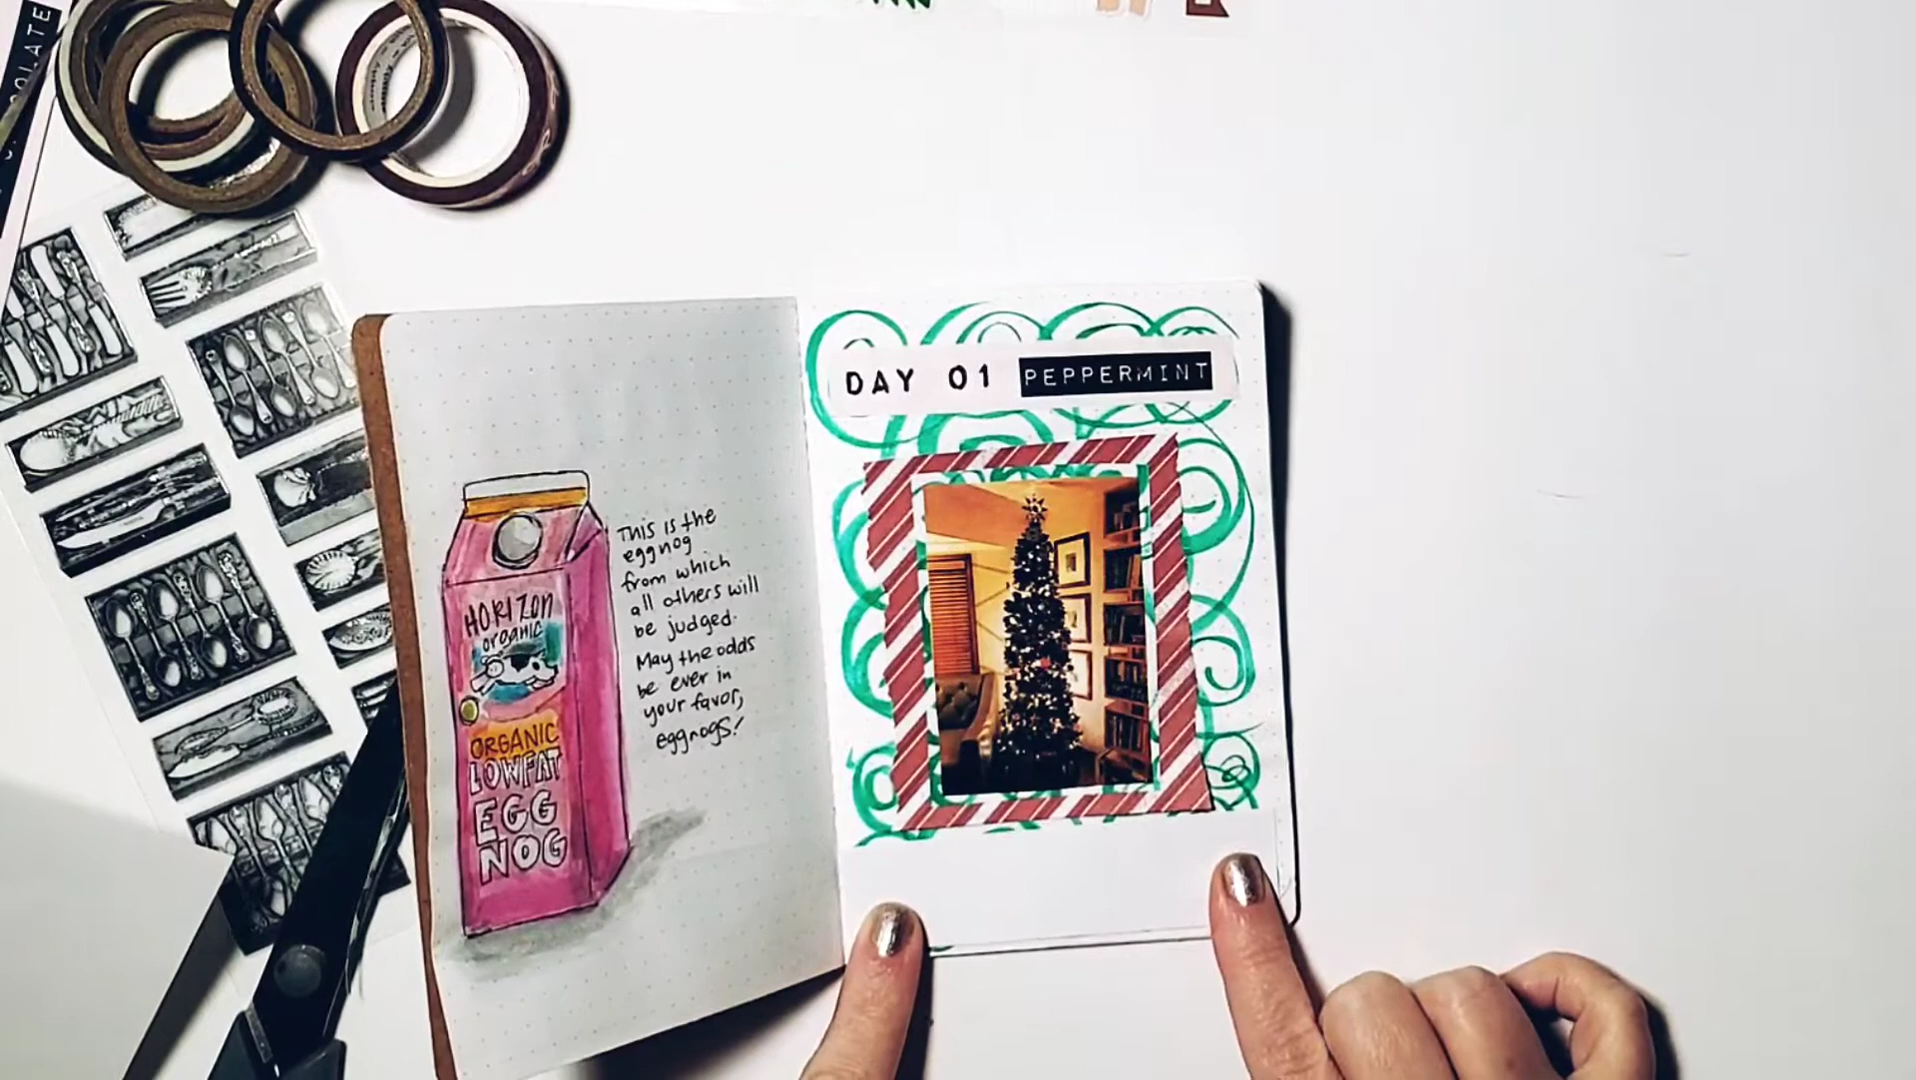 OLATE
HORIZON
organic
ORGANIC
LOWFAT
EGG
NOG
This is the
eggnog
from which
all others will
be judged.
May the odds
be ever in
your favor,
eggnogs!
DAY 01 PEPPERMINT